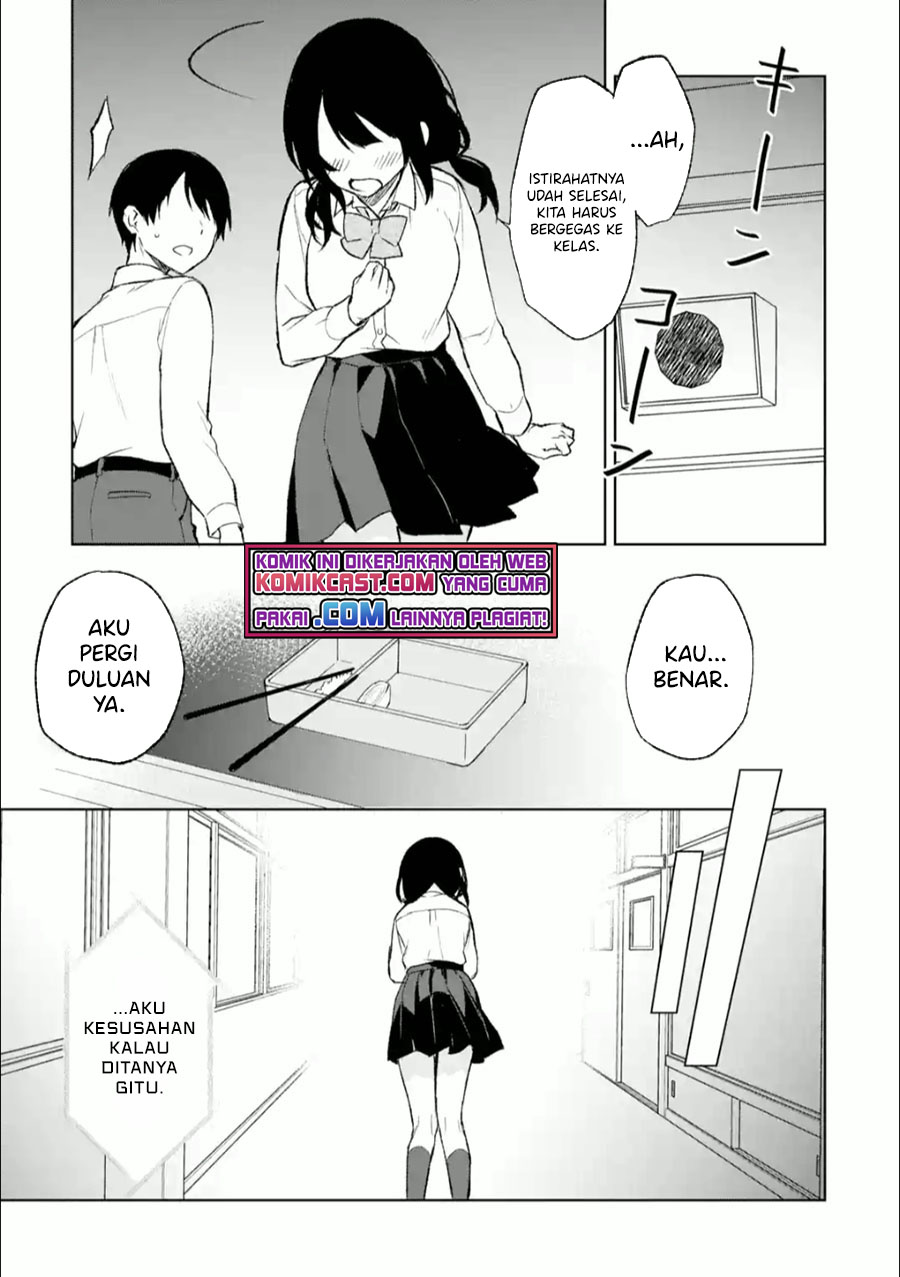 キーンコーン
...AH,
ISTIRAHATNYA
UDAH SELESAI,
KITA HARUS
BERGEGAS KE
KELAS.
KOMIK INI DIKERJAKAN OLEH WEB
KOMIKCAST.COM YANG CUMA
PAKAI .COM LAINNYA PLAGIAT!
KAU...
BENAR.
AKU
PERGI
DULUAN
YA.
...AKU
KESUSAHAN
KALAU
DITANYA
GITU.